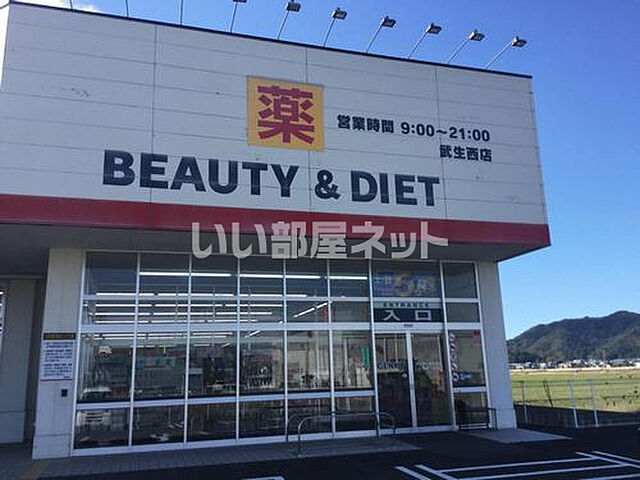 薬
営業時間 9:00～21:00
武生西店
BEAUTY & DIET
いい部屋ネット
ENTRANCE
入口
GENKY